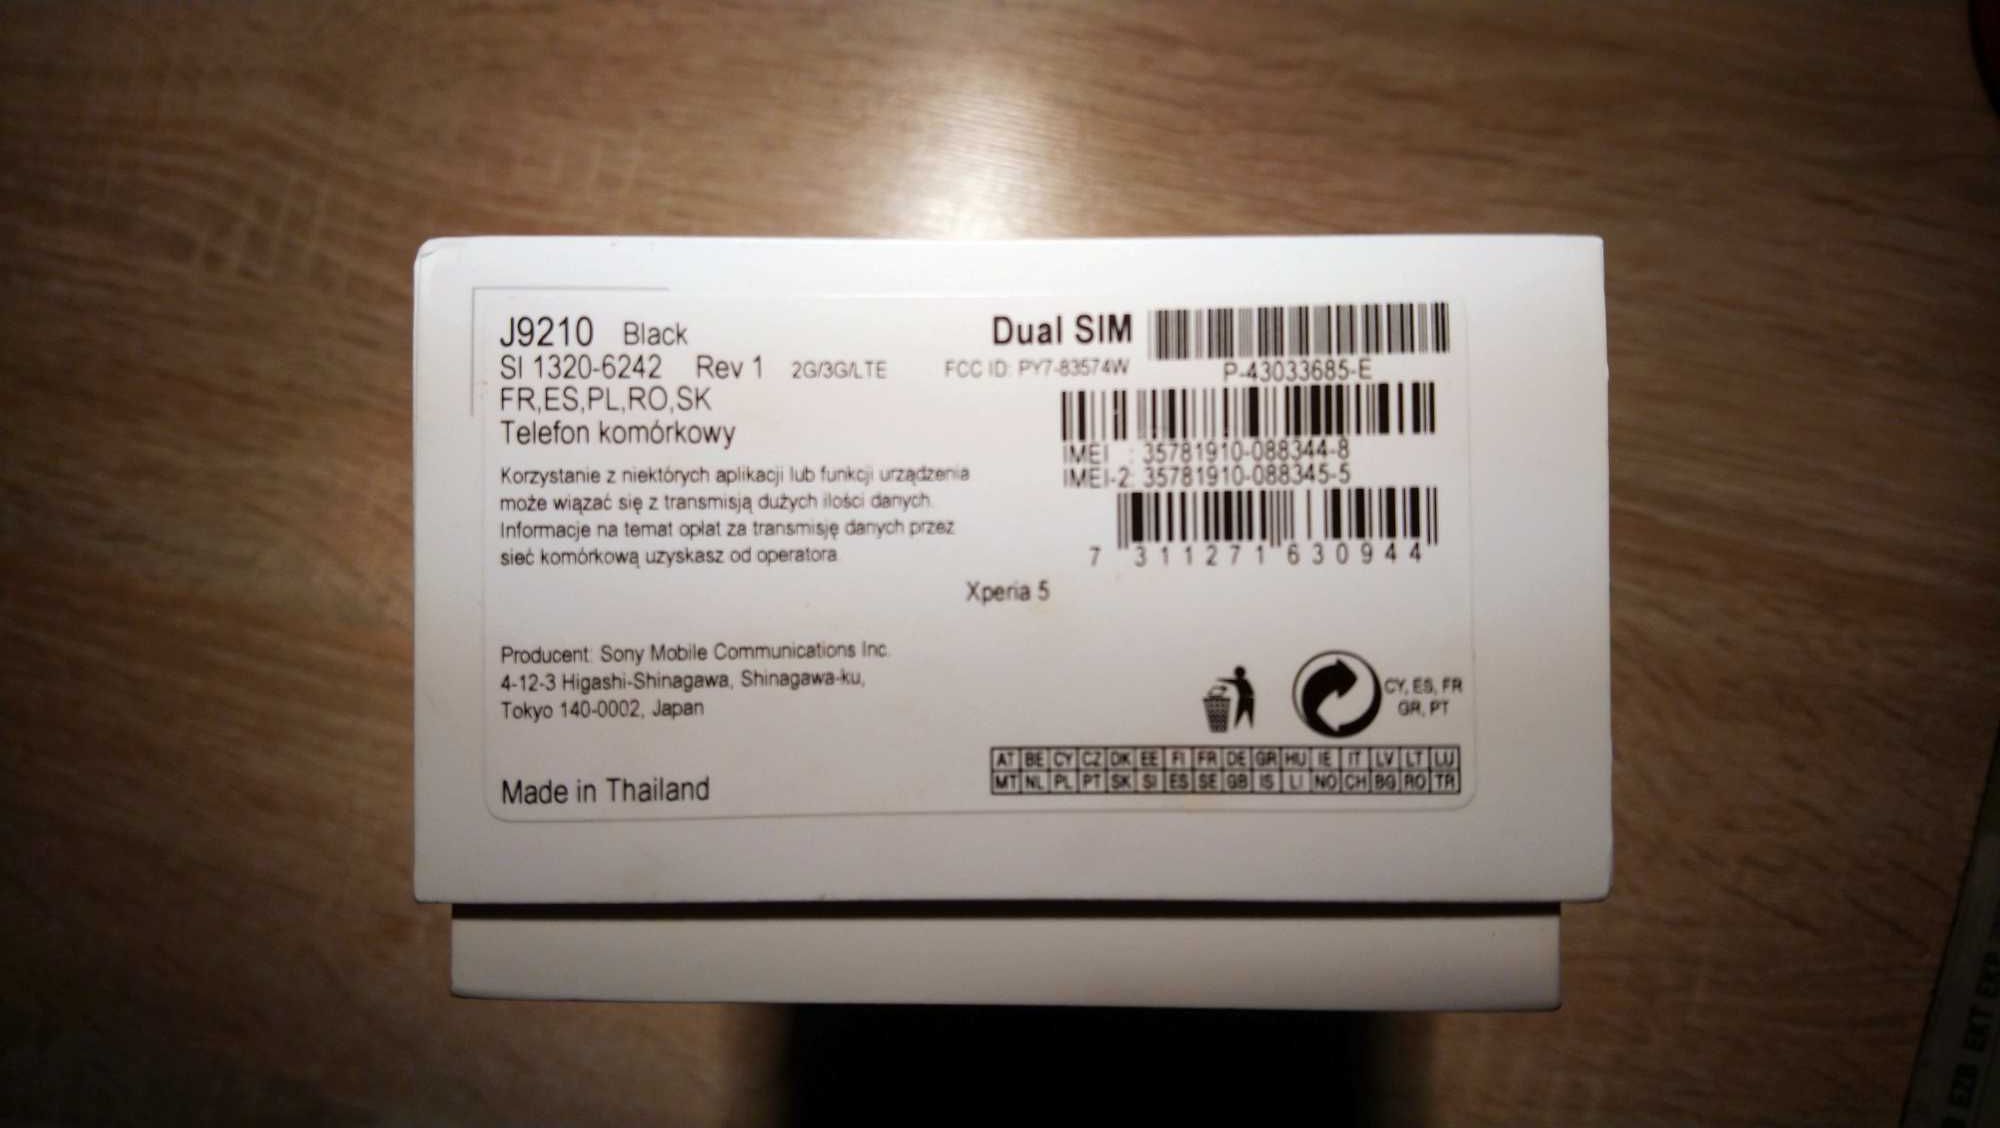 J9210 Black
Dual SIM
SI 1320-6242 Rev 1 2G/3G/LTE
FCC ID: PY7-83574W
P-43033685-E
FR,ES,PL,RO,SK
Telefon komórkowy
IMEI : 35781910-088344-8
IMEI-2: 35781910-088345-5
Korzystanie z niektórych aplikacji lub funkcji urządzenia
może wiązać się z transmisją dużych ilości danych.
Informacje na temat opłat za transmisję danych przez
sieć komórkową uzyskasz od operatora.
7 311271 630944
Xperia 5
Producent: Sony Mobile Communications Inc.
4-12-3 Higashi-Shinagawa, Shinagawa-ku,
Tokyo 140-0002, Japan
CY, ES, FR
GR, PT
Made in Thailand
AT BE CY CZ DK EE FI FR DE GR HU IE IT LV LT LU
MT NL PL PT SK SI ES SE GB IS LI NO CH BG RO TR
EZB EKT EKP